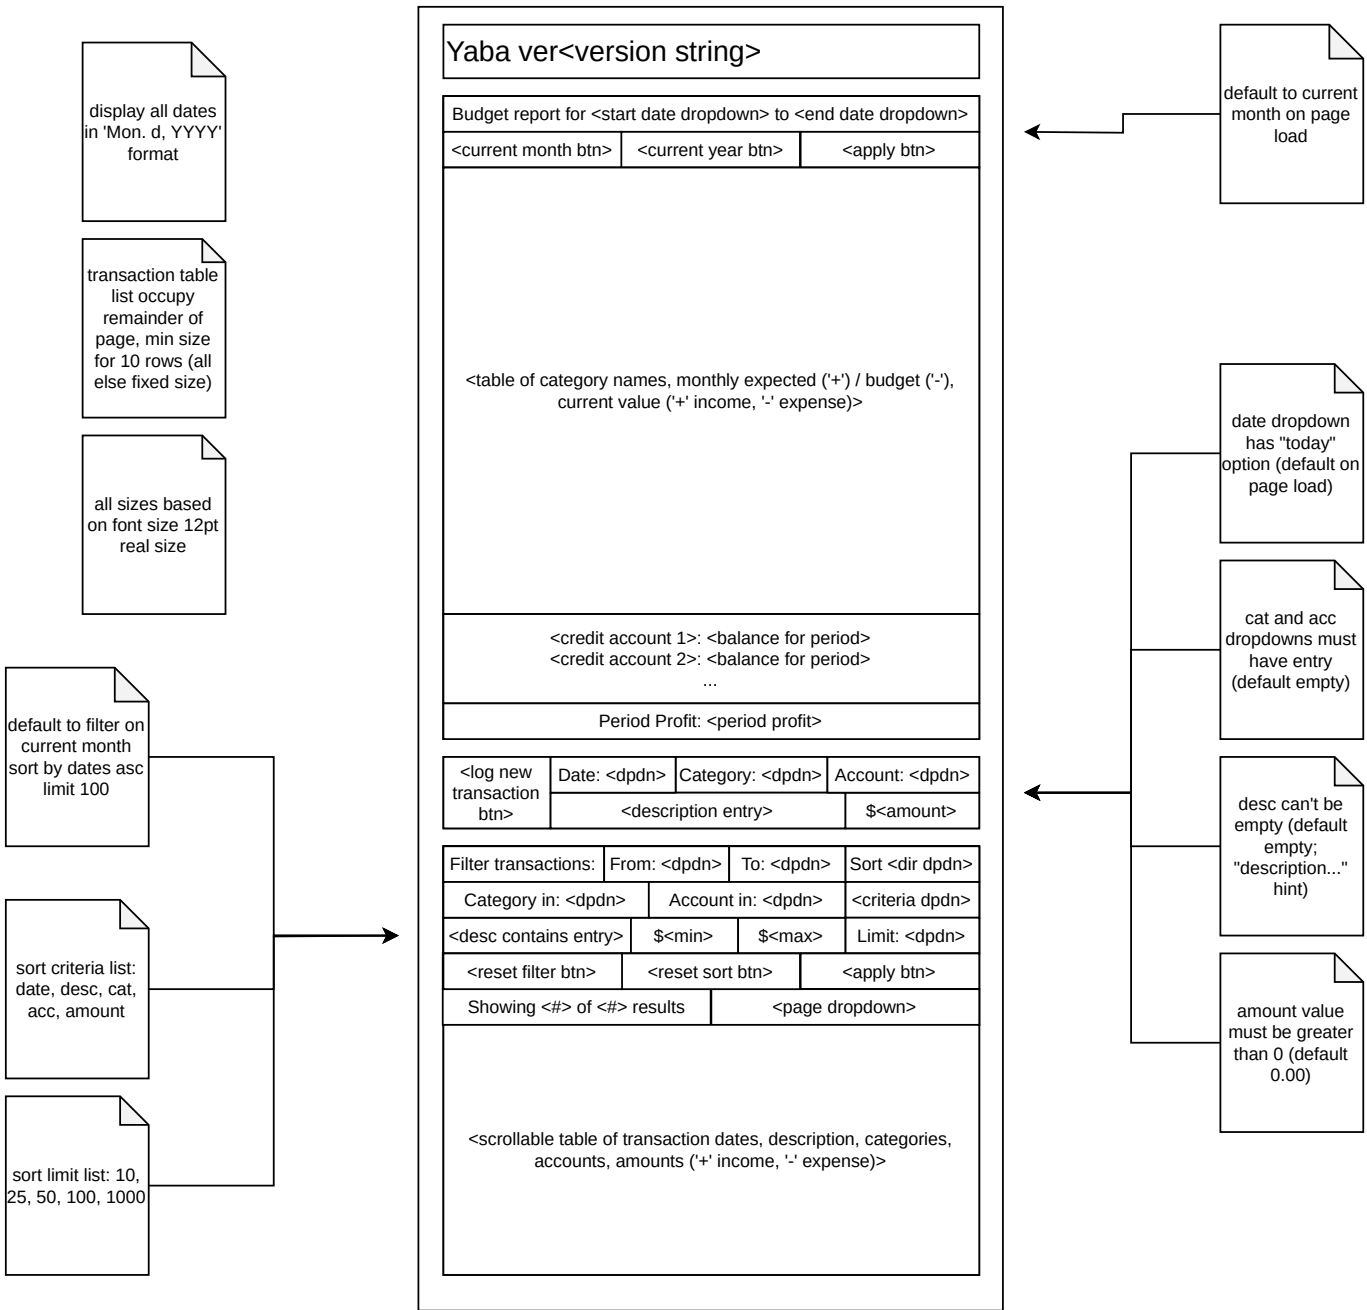 Yaba ver<version string>
Budget report for <start date dropdown> to <end date dropdown>
<current month btn>
<current year btn>
<apply btn>
<table of category names, monthly expected ('+') / budget ('-'),
current value ('+' income, '-' expense)>
<credit account 1>: <balance for period>
<credit account 2>: <balance for period>
...
Period Profit: <period profit>
<log new
transaction
btn>
Date: <dpdn>
Category: <dpdn>
Account: <dpdn>
<description entry>
$<amount>
Filter transactions:
From: <dpdn>
To: <dpdn>
Sort <dir dpdn>
Category in: <dpdn>
Account in: <dpdn>
<criteria dpdn>
<desc contains entry>
$<min>
$<max>
Limit: <dpdn>
<reset filter btn>
<reset sort btn>
<apply btn>
Showing <#> of <#> results
<page dropdown>
<scrollable table of transaction dates, description, categories,
accounts, amounts ('+' income, '-' expense)>
display all dates
in 'Mon. d, YYYY'
format
transaction table
list occupy
remainder of
page, min size
for 10 rows (all
else fixed size)
all sizes based
on font size 12pt
real size
default to filter on
current month
sort by dates asc
limit 100
sort criteria list:
date, desc, cat,
acc, amount
sort limit list: 10,
25, 50, 100, 1000
default to current
month on page
load
date dropdown
has "today"
option (default on
page load)
cat and acc
dropdowns must
have entry
(default empty)
desc can't be
empty (default
empty;
"description..."
hint)
amount value
must be greater
than 0 (default
0.00)